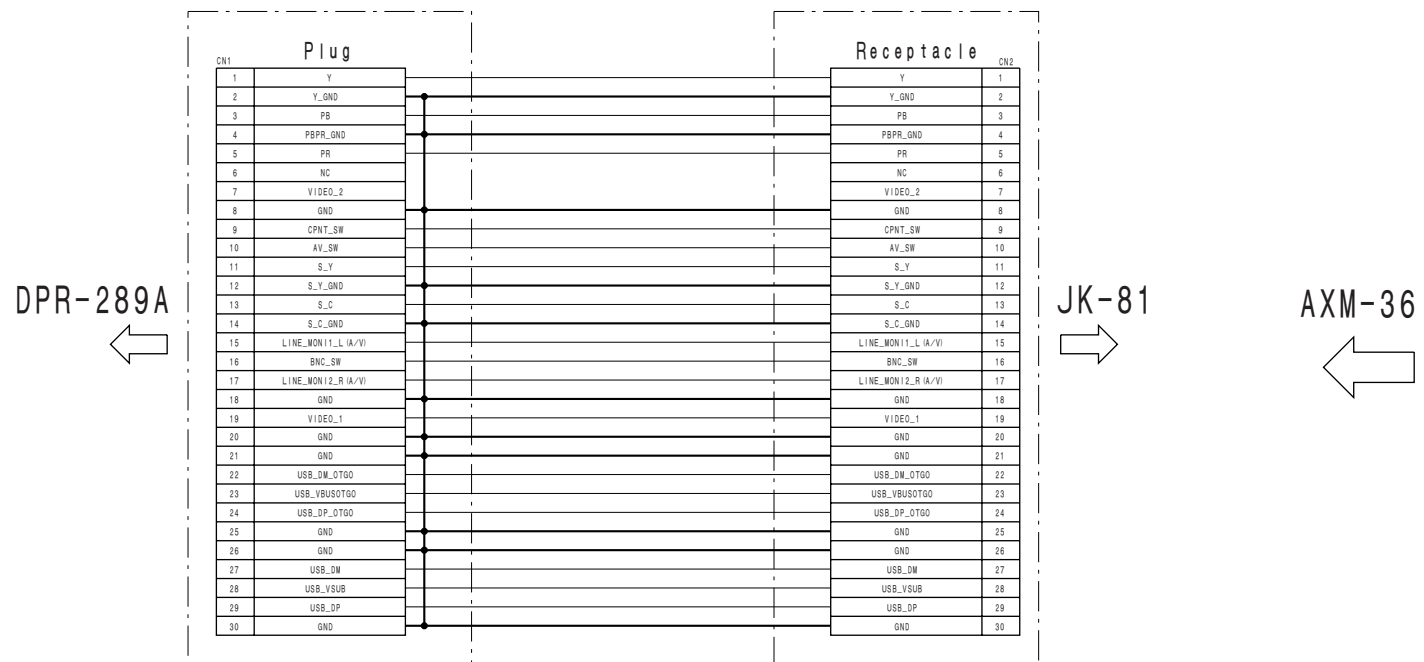 Plug Receptacle
CN1 CN2
1 Y Y 1
2 Y_GND Y_GND 2
3 PB PB 3
4 PBPR_GND PBPR_GND 4
5 PR PR 5
6 NC NC 6
7 VIDEO_2 VIDEO_2 7
8 GND GND 8
9 CPNT_SW CPNT_SW 9
10 AV_SW AV_SW 10
11 S_Y S_Y 11
12 S_Y_GND S_Y_GND 12
13 S_C S_C 13
14 S_C_GND S_C_GND 14
15 LINE_MONI1_L(A/V) LINE_MONI1_L(A/V) 15
16 BNC_SW BNC_SW 16
17 LINE_MONI2_R(A/V) LINE_MONI2_R(A/V) 17
18 GND GND 18
19 VIDEO_1 VIDEO_1 19
20 GND GND 20
21 GND GND 21
22 USB_DM_OTGO USB_DM_OTGO 22
23 USB_VBUSOTGO USB_VBUSOTGO 23
24 USB_DP_OTGO USB_DP_OTGO 24
25 GND GND 25
26 GND GND 26
27 USB_DM USB_DM 27
28 USB_VSUB USB_VSUB 28
29 USB_DP USB_DP 29
30 GND GND 30
DPR-289A
JK-81
AXM-36